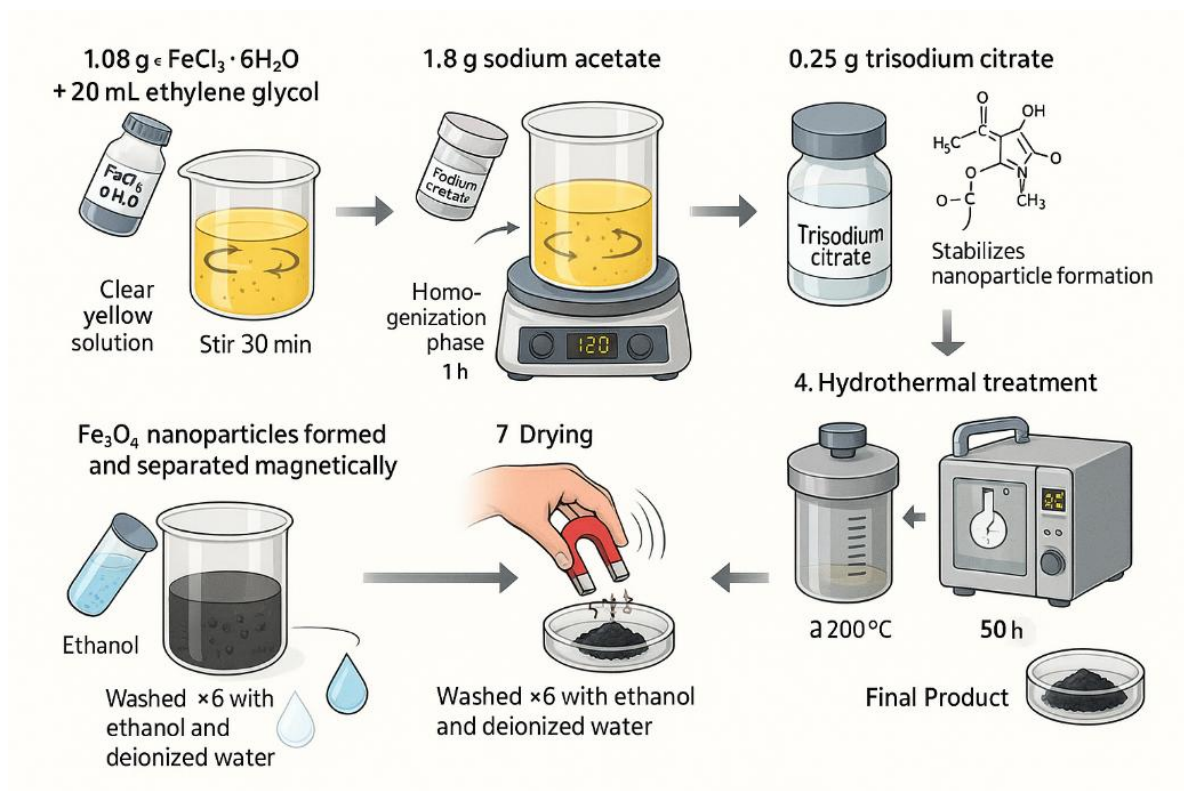 1.08 g ϵ FeCl₃ · 6H₂O
+ 20 mL ethylene glycol
FaCl 6
0 H.O
Clear
yellow
solution
Stir 30 min
1.8 g sodium acetate
Fodium
cretate
Homo-
genization
phase
1 h
120
0.25 g trisodium citrate
Trisodium
citrate
O
OH
H₅C
C
O
O
N
O–C
CH₃
Stabilizes
nanoparticle formation
4. Hydrothermal treatment
a 200 °C
50 h
Final Product
Fe₃O₄ nanoparticles formed
and separated magnetically
Ethanol
Washed ×6 with
ethanol and
deionized water
7 Drying
Washed ×6 with ethanol
and deionized water